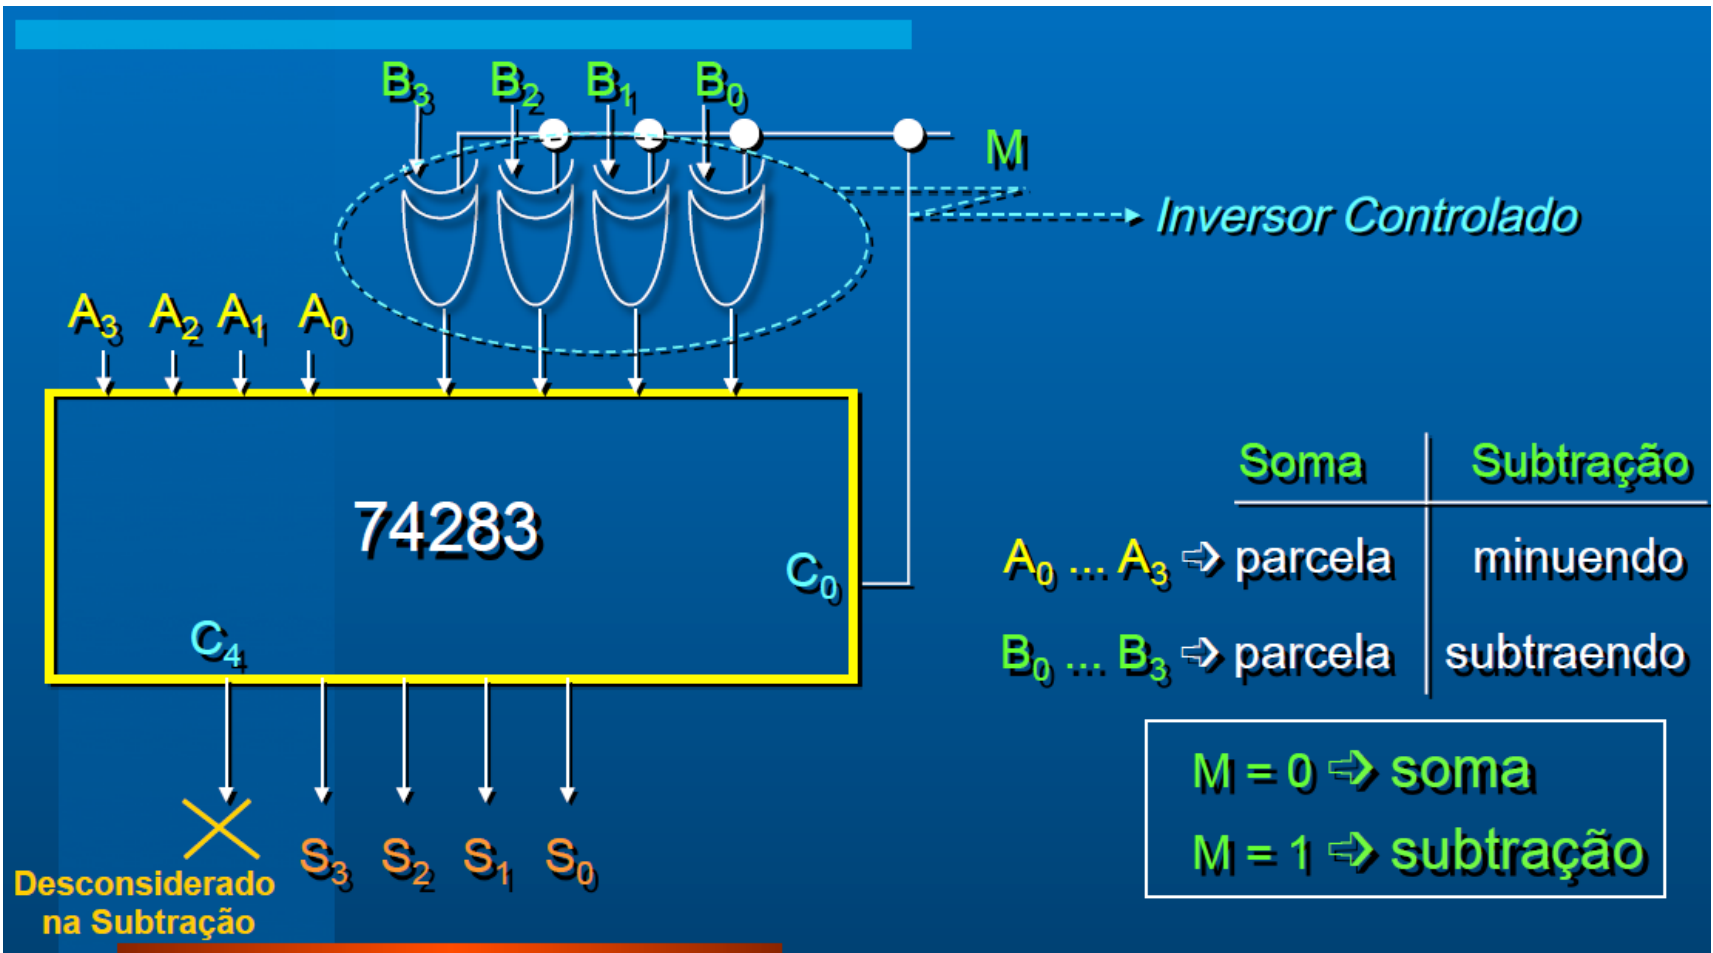 B₃ B₂ B₁ B₀
M
Inversor Controlado
A₃ A₂ A₁ A₀
74283
C₀
C₄
S₃ S₂ S₁ S₀
Desconsiderado
na Subtração
Soma Subtração
A₀ ... A₃ ⇨ parcela minuendo
B₀ ... B₃ ⇨ parcela subtraendo
M = 0 ⇨ soma
M = 1 ⇨ subtração